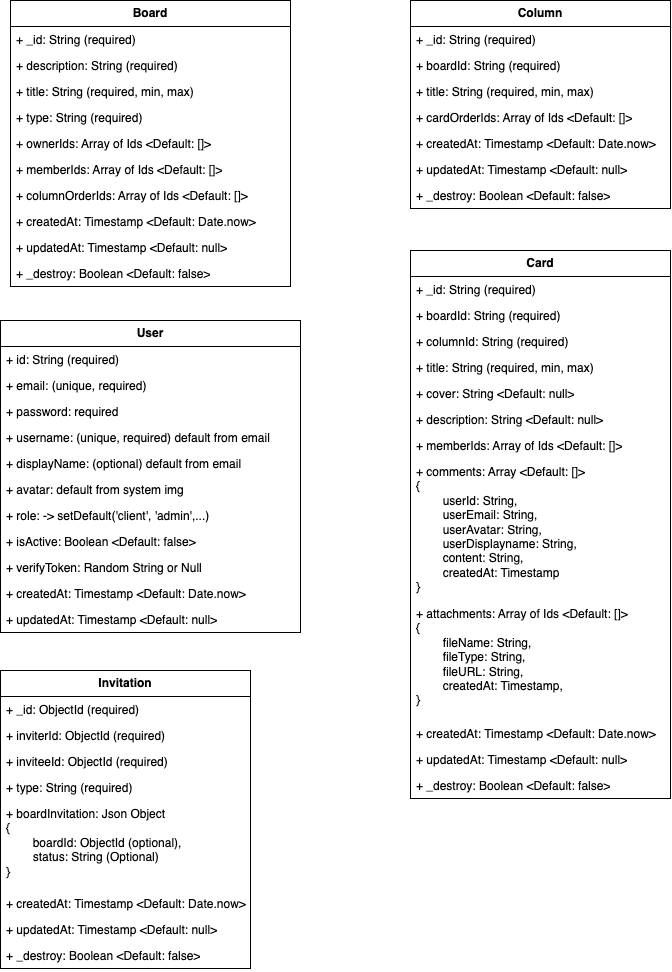 Board
+ _id: String (required)
+ description: String (required)
+ title: String (required, min, max)
+ type: String (required)
+ ownerIds: Array of Ids <Default: []>
+ memberIds: Array of Ids <Default: []>
+ columnOrderIds: Array of Ids <Default: []>
+ createdAt: Timestamp <Default: Date.now>
+ updatedAt: Timestamp <Default: null>
+ _destroy: Boolean <Default: false>
User
+ id: String (required)
+ email: (unique, required)
+ password: required
+ username: (unique, required) default from email
+ displayName: (optional) default from email
+ avatar: default from system img
+ role: -> setDefault('client', 'admin',...)
+ isActive: Boolean <Default: false>
+ verifyToken: Random String or Null
+ createdAt: Timestamp <Default: Date.now>
+ updatedAt: Timestamp <Default: null>
Invitation
+ _id: ObjectId (required)
+ inviterId: ObjectId (required)
+ inviteeId: ObjectId (required)
+ type: String (required)
+ boardInvitation: Json Object
{
boardId: ObjectId (optional),
status: String (Optional)
}
+ createdAt: Timestamp <Default: Date.now>
+ updatedAt: Timestamp <Default: null>
+ _destroy: Boolean <Default: false>
Column
+ _id: String (required)
+ boardId: String (required)
+ title: String (required, min, max)
+ cardOrderIds: Array of Ids <Default: []>
+ createdAt: Timestamp <Default: Date.now>
+ updatedAt: Timestamp <Default: null>
+ _destroy: Boolean <Default: false>
Card
+ _id: String (required)
+ boardId: String (required)
+ columnId: String (required)
+ title: String (required, min, max)
+ cover: String <Default: null>
+ description: String <Default: null>
+ memberIds: Array of Ids <Default: []>
+ comments: Array <Default: []>
{
userId: String,
userEmail: String,
userAvatar: String,
userDisplayname: String,
content: String,
createdAt: Timestamp
}
+ attachments: Array of Ids <Default: []>
{
fileName: String,
fileType: String,
fileURL: String,
createdAt: Timestamp,
}
+ createdAt: Timestamp <Default: Date.now>
+ updatedAt: Timestamp <Default: null>
+ _destroy: Boolean <Default: false>